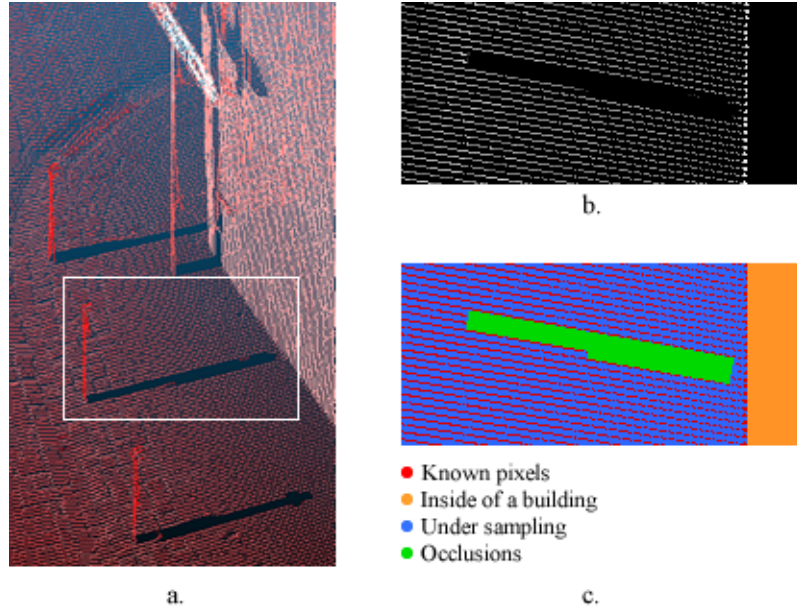 b.
Known pixels
Inside of a building
Under sampling
Occlusions
a.
c.